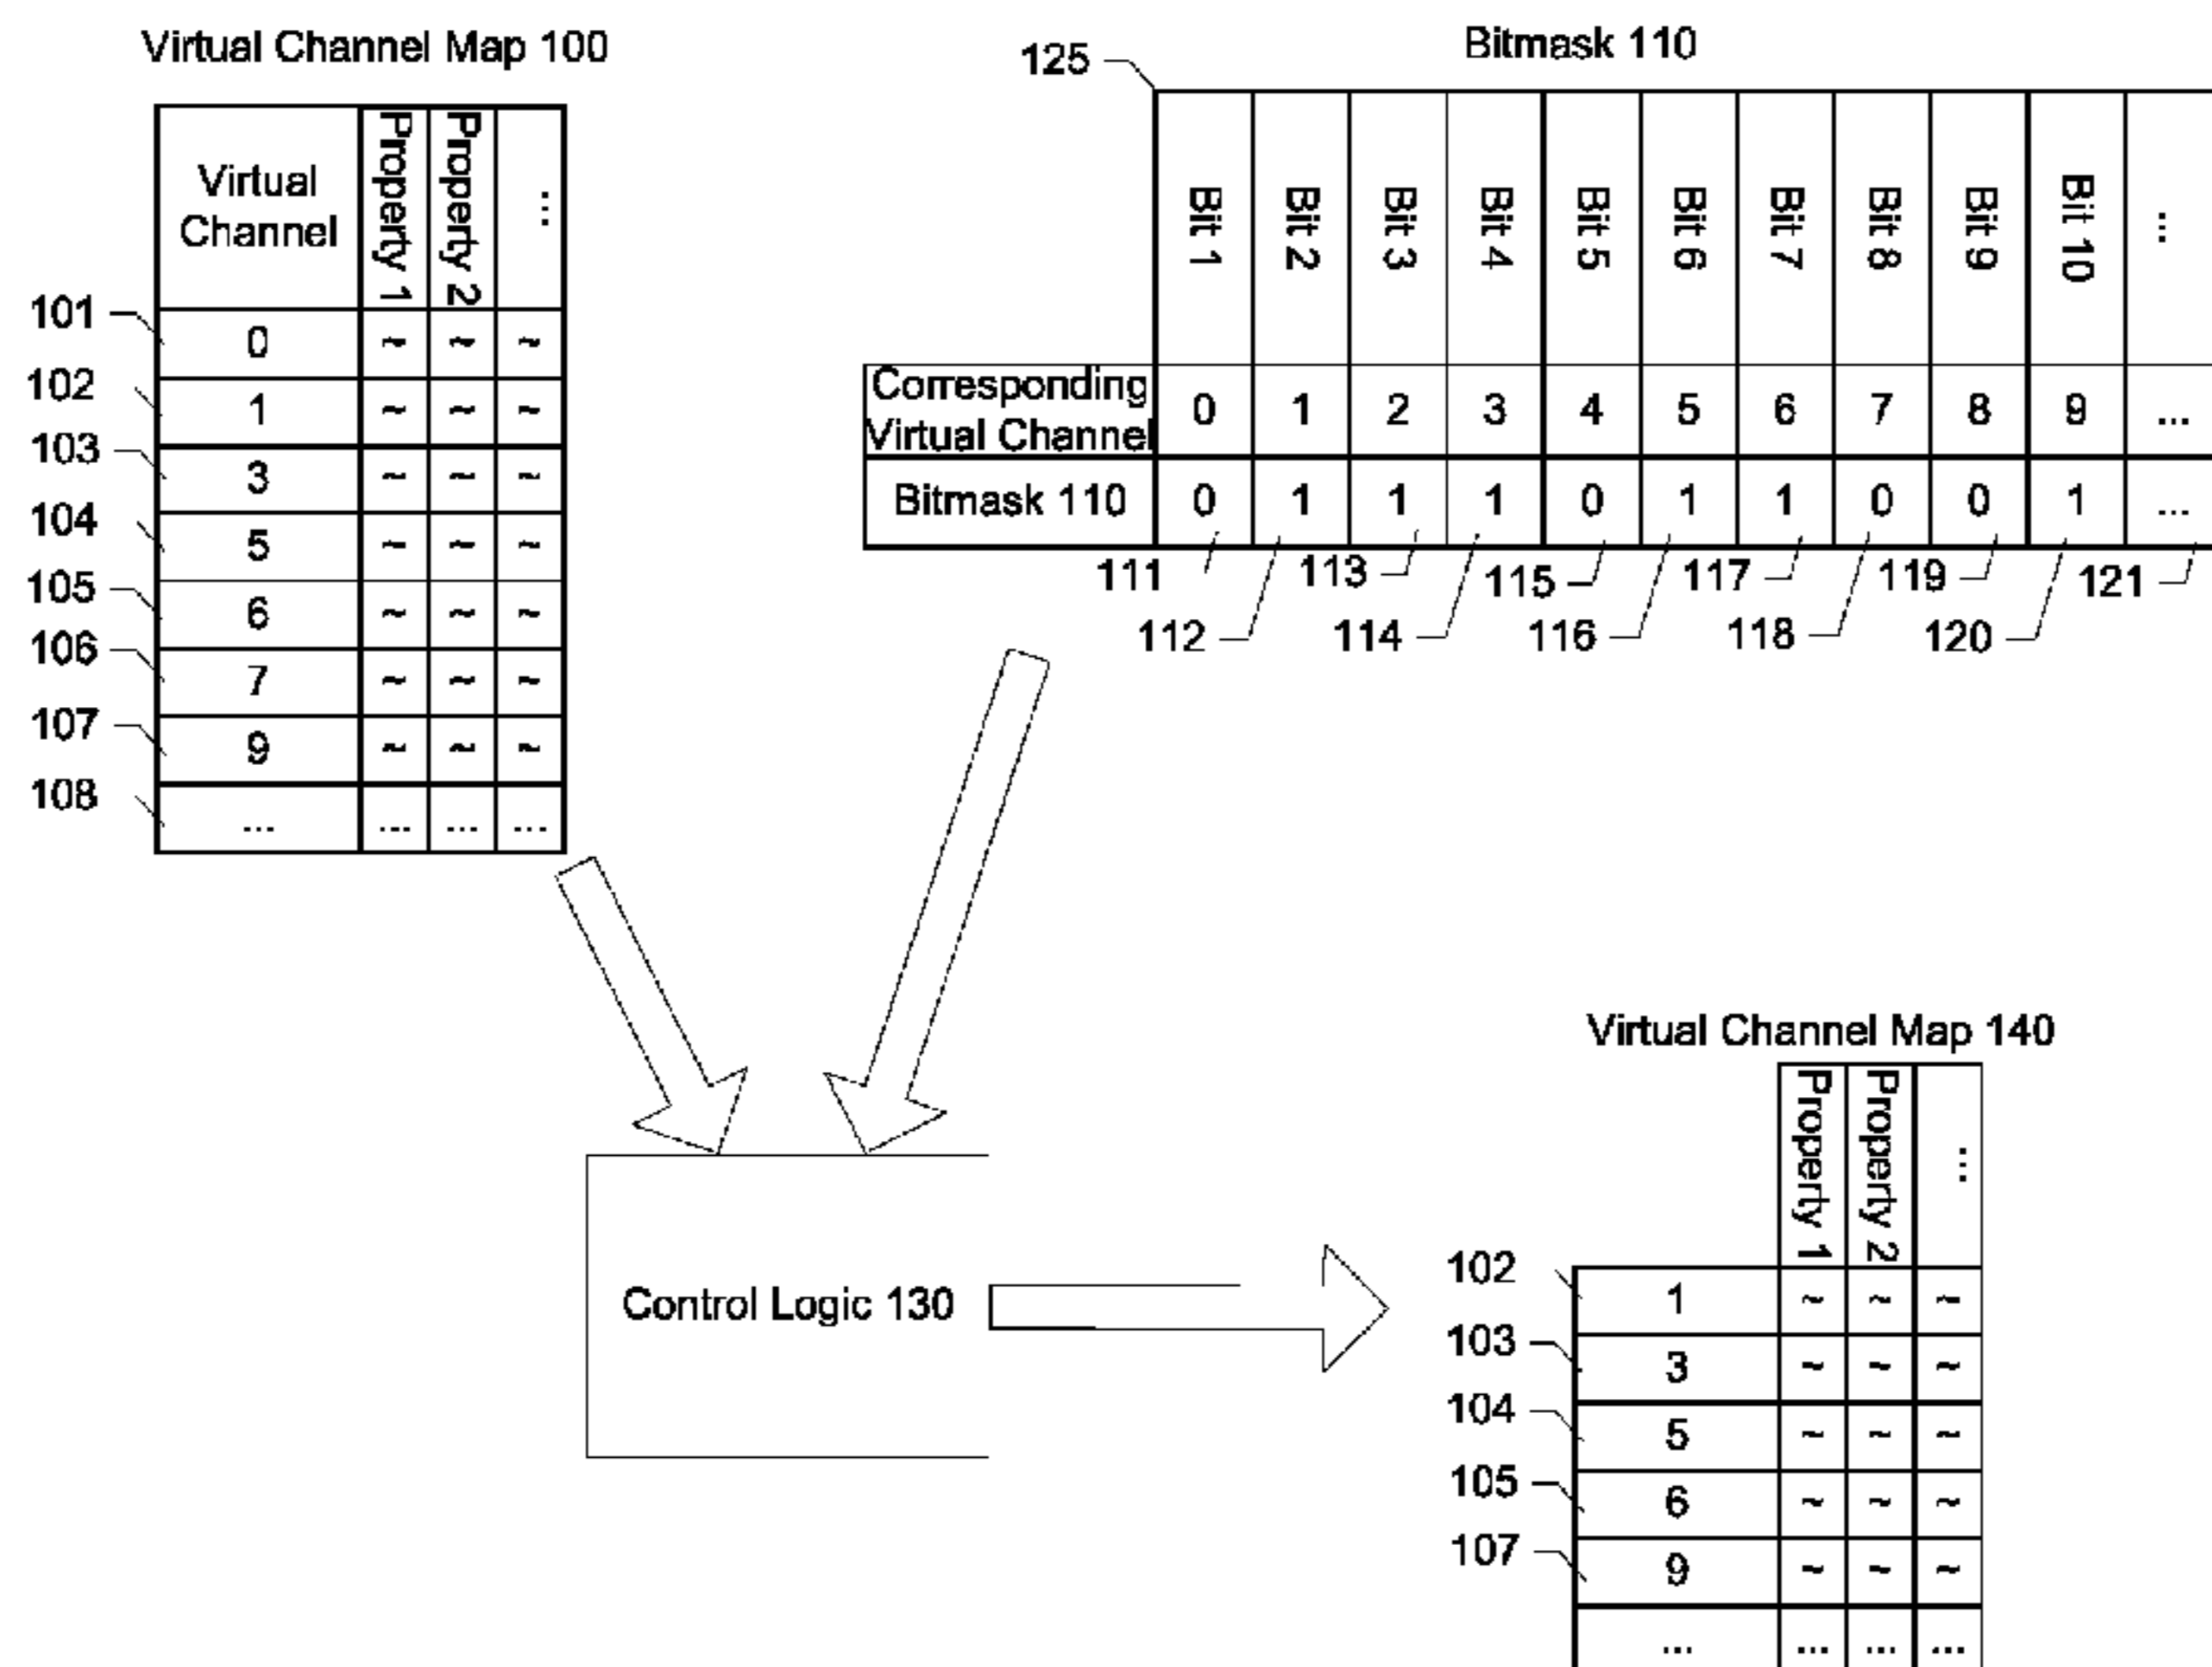 Virtual Channel Map 100
Virtual Channel Property 1 Property 2 ...
101 0 ~ ~ ~
102 1 ~ ~ ~
103 3 ~ ~ ~
104 5 ~ ~ ~
105 6 ~ ~ ~
106 7 ~ ~ ~
107 9 ~ ~ ~
108 ... ... ... ...
Bitmask 110
125
Bit 1 Bit 2 Bit 3 Bit 4 Bit 5 Bit 6 Bit 7 Bit 8 Bit 9 Bit 10 ...
Corresponding Virtual Channel 0 1 2 3 4 5 6 7 8 9 ...
Bitmask 110 0 1 1 1 0 1 1 0 0 1 ...
111 113 115 117 119 121
112 114 116 118 120
Control Logic 130
Virtual Channel Map 140
Property 1 Property 2 ...
102 1 ~ ~ ~
103 3 ~ ~ ~
104 5 ~ ~ ~
105 6 ~ ~ ~
107 9 ~ ~ ~
... ... ... ...